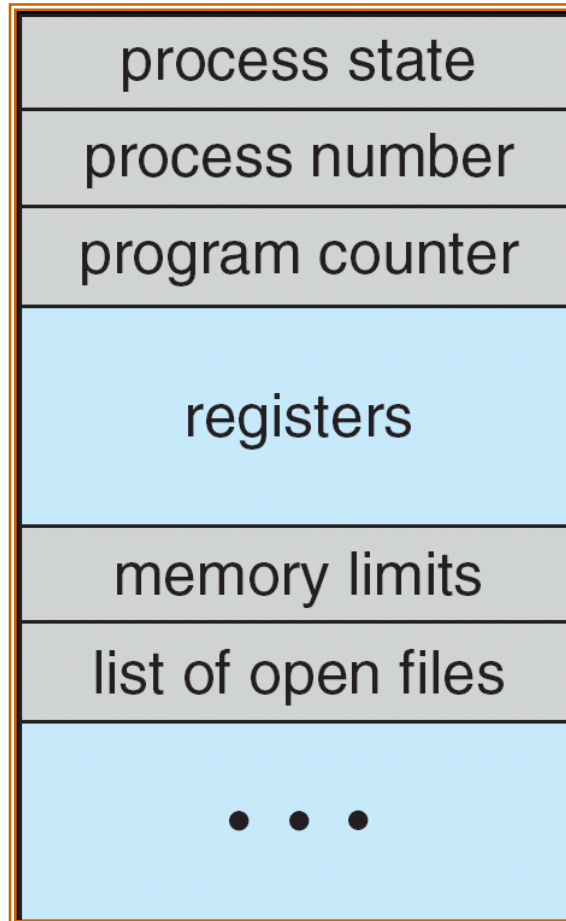 process state
process number
program counter
registers
memory limits
list of open files
• • •